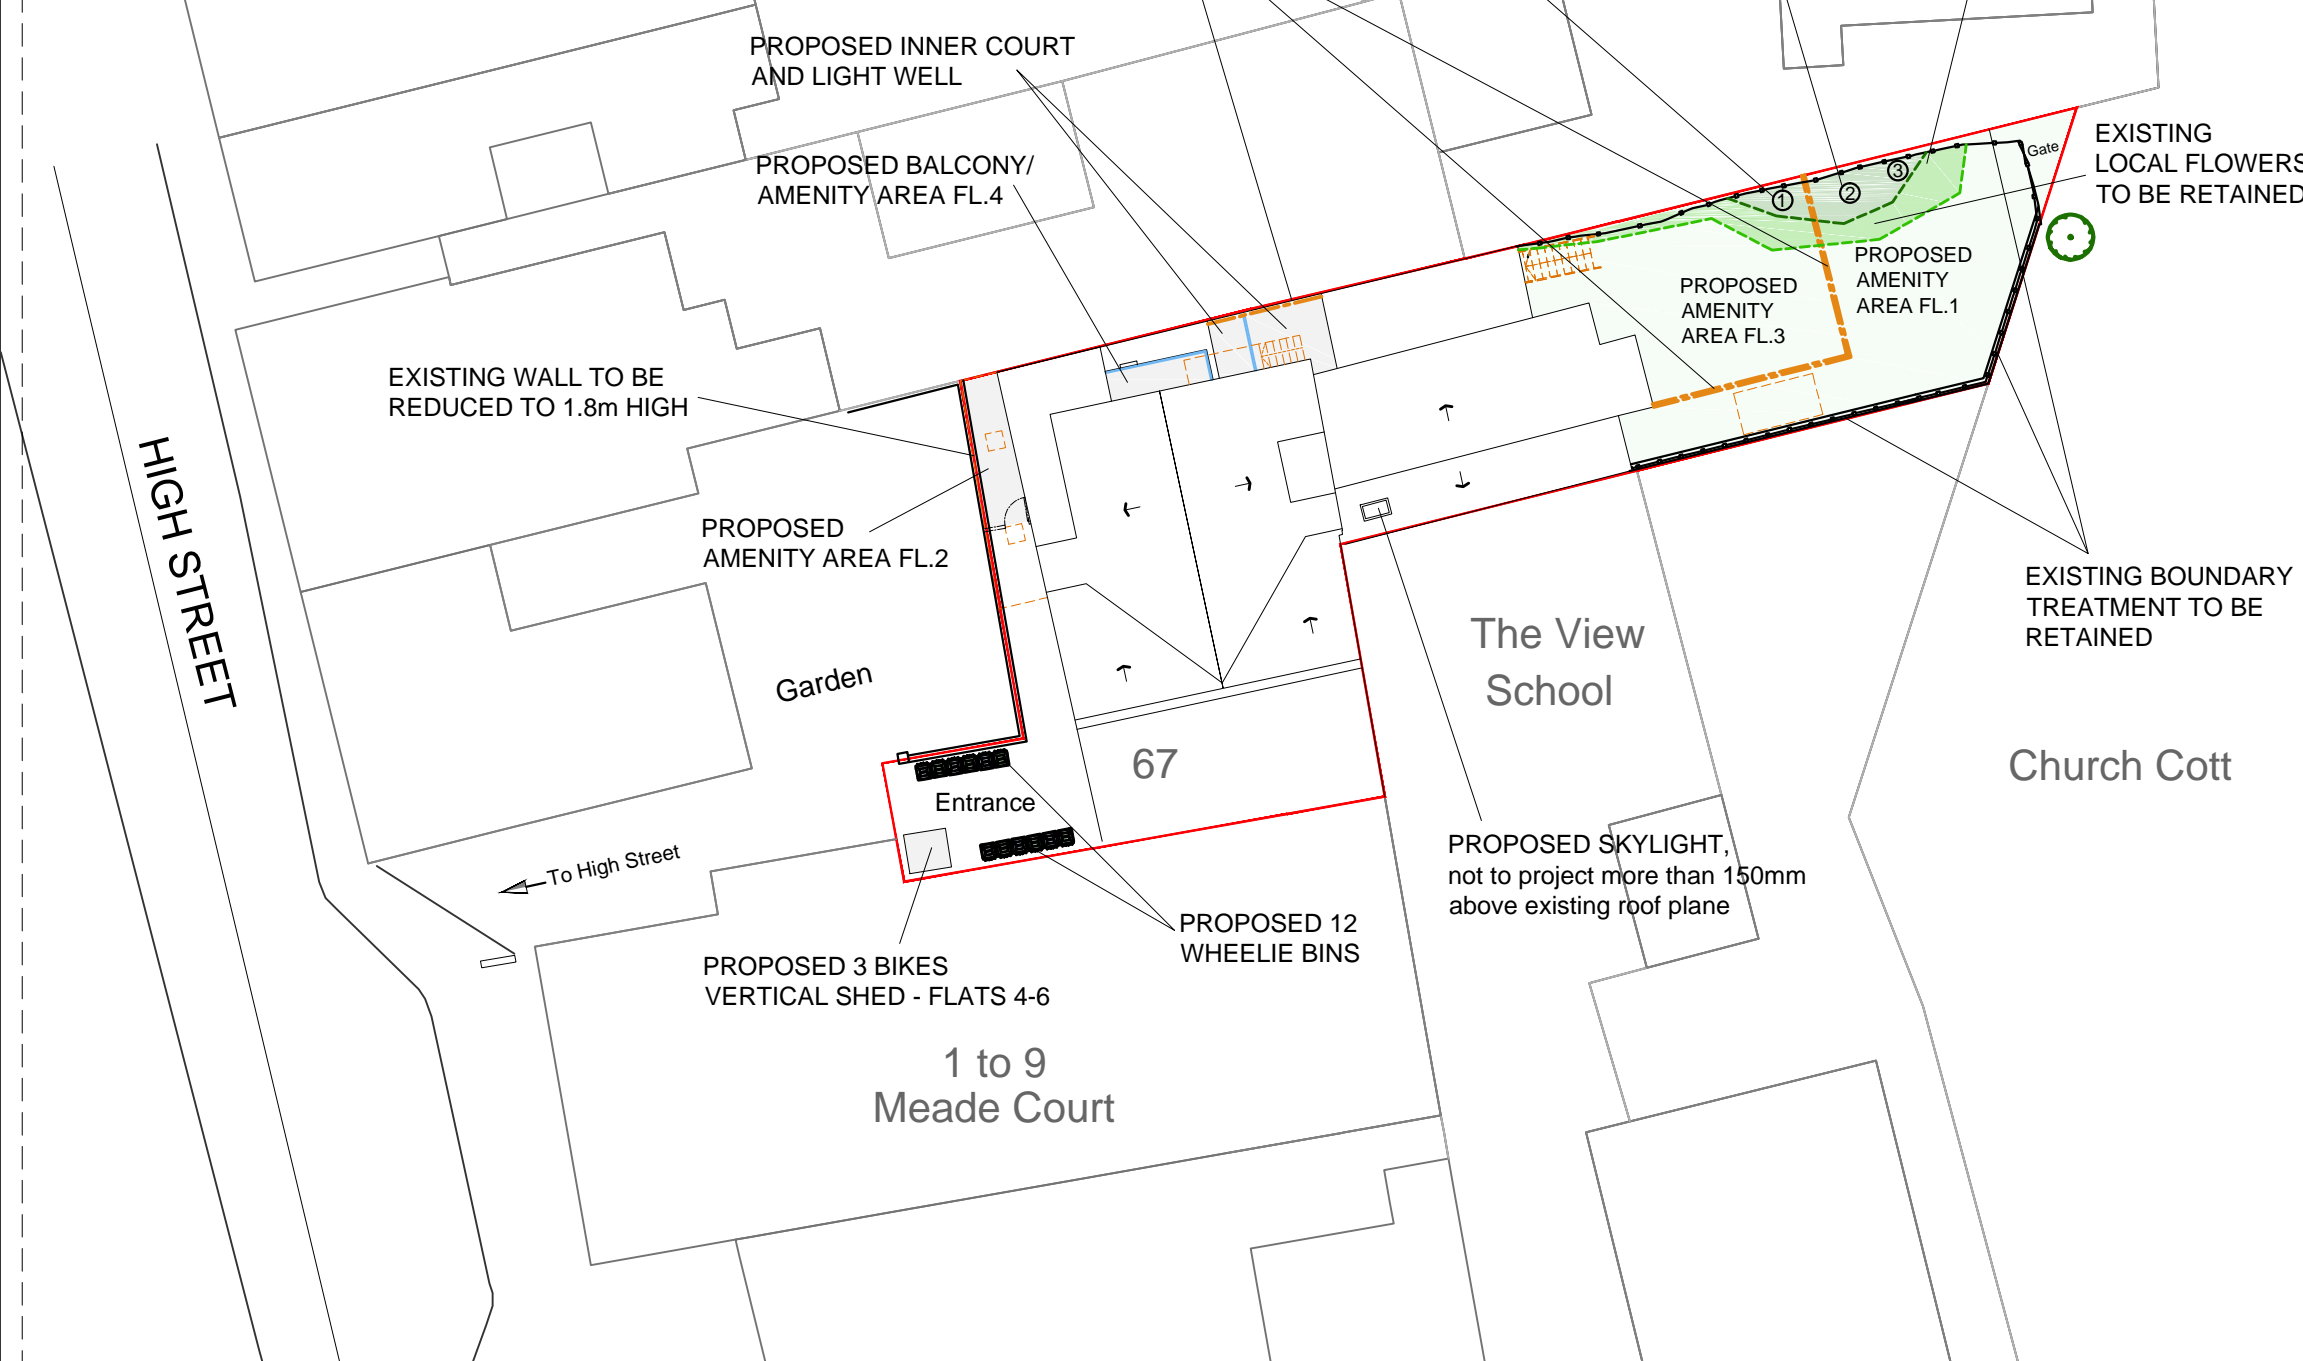 PROPOSED INNER COURT
AND LIGHT WELL
PROPOSED BALCONY/
AMENITY AREA FL.4
EXISTING
LOCAL FLOWERS
TO BE RETAINED
Gate
1
2
3
PROPOSED
AMENITY
AREA FL.1
PROPOSED
AMENITY
AREA FL.3
EXISTING WALL TO BE
REDUCED TO 1.8m HIGH
HIGH STREET
PROPOSED
AMENITY AREA FL.2
EXISTING BOUNDARY
TREATMENT TO BE
RETAINED
The View
School
Garden
67
Church Cott
Entrance
To High Street
PROPOSED SKYLIGHT,
not to project more than 150mm
above existing roof plane
PROPOSED 12
WHEELIE BINS
PROPOSED 3 BIKES
VERTICAL SHED - FLATS 4-6
1 to 9
Meade Court